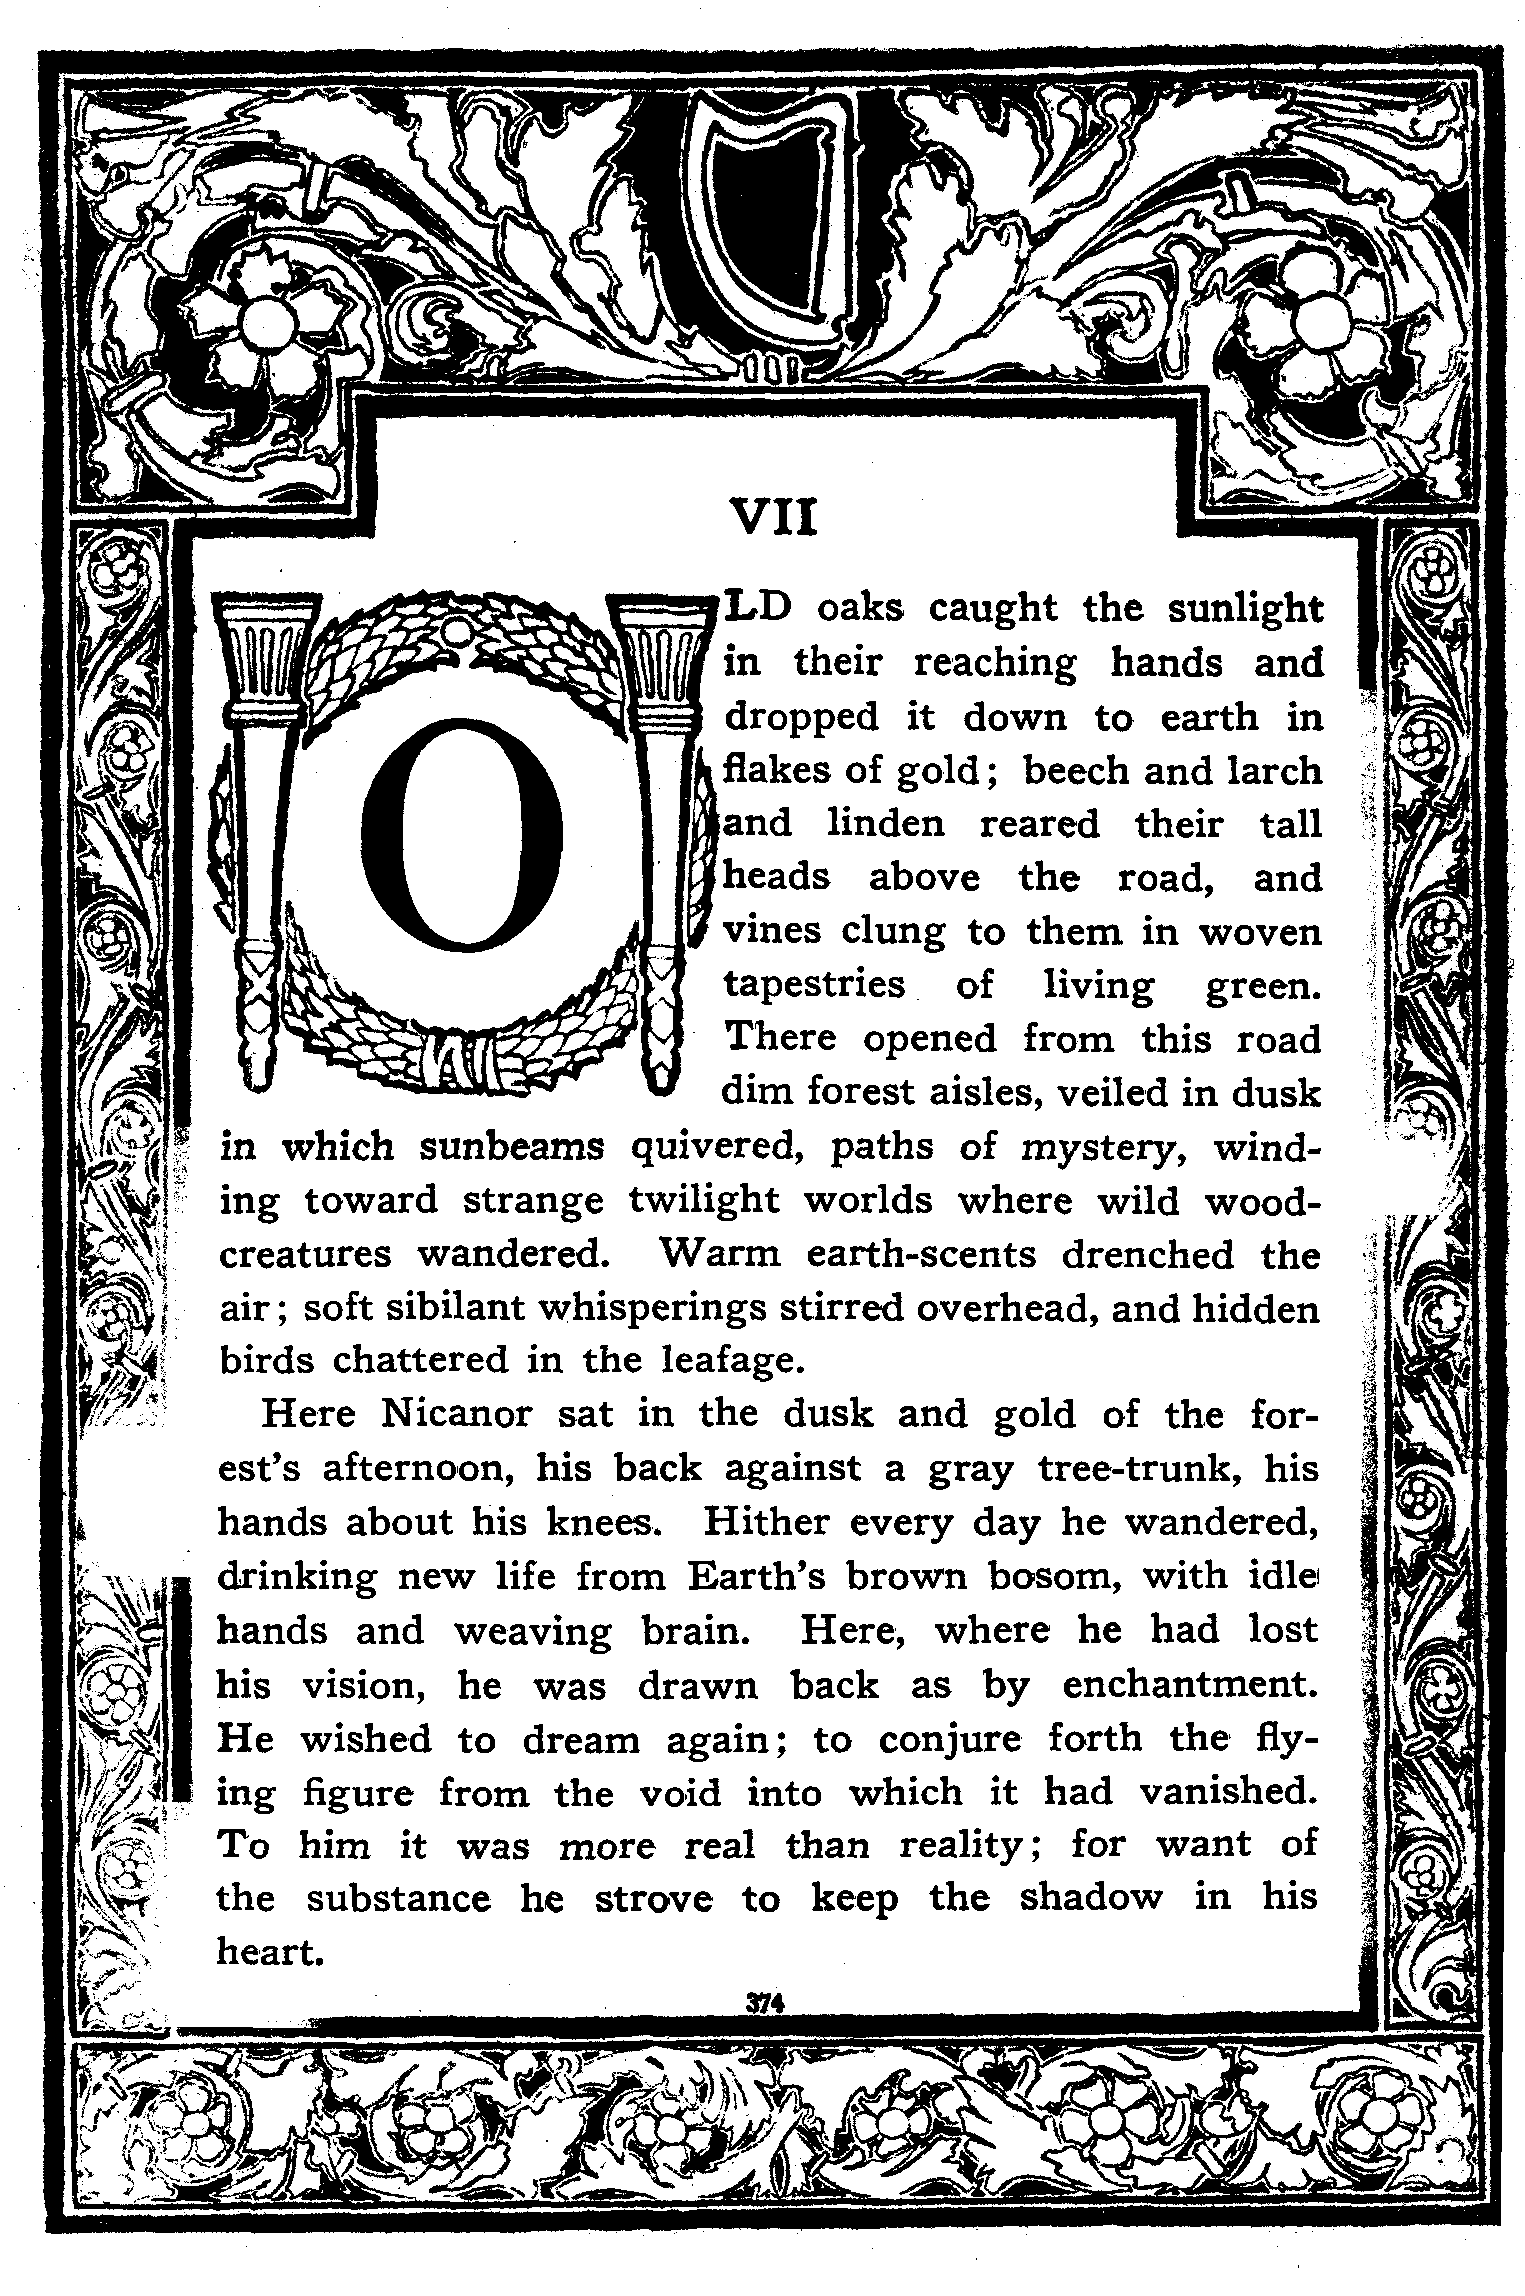 VII
OLD oaks caught the sunlight
in their reaching hands and
dropped it down to earth in
flakes of gold; beech and larch
and linden reared their tall
heads above the road, and
vines clung to them in woven
tapestries of living green.
There opened from this road
dim forest aisles, veiled in dusk
in which sunbeams quivered, paths of mystery, wind-
ing toward strange twilight worlds where wild wood-
creatures wandered. Warm earth-scents drenched the
air; soft sibilant whisperings stirred overhead, and hidden
birds chattered in the leafage.
Here Nicanor sat in the dusk and gold of the for-
est's afternoon, his back against a gray tree-trunk, his
hands about his knees. Hither every day he wandered,
drinking new life from Earth's brown bosom, with idle
hands and weaving brain. Here, where he had lost
his vision, he was drawn back as by enchantment.
He wished to dream again; to conjure forth the fly-
ing figure from the void into which it had vanished.
To him it was more real than reality; for want of
the substance he strove to keep the shadow in his
heart.
374